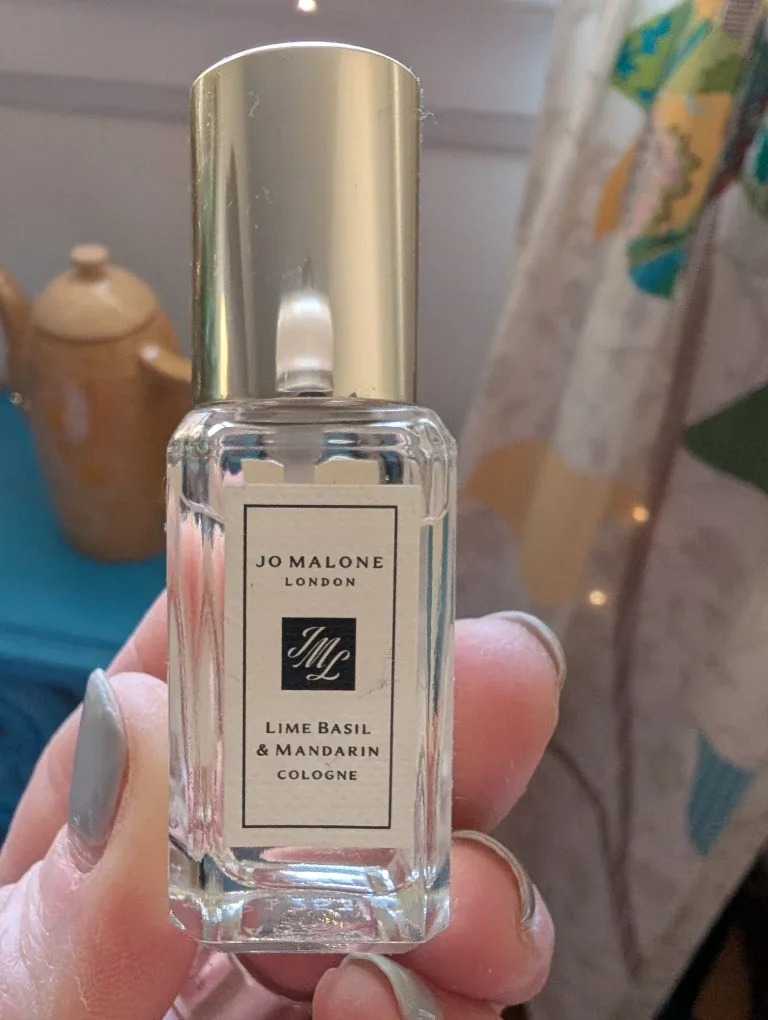 JO MALONE
LONDON
JML
LIME BASIL
& MANDARIN
COLOGNE